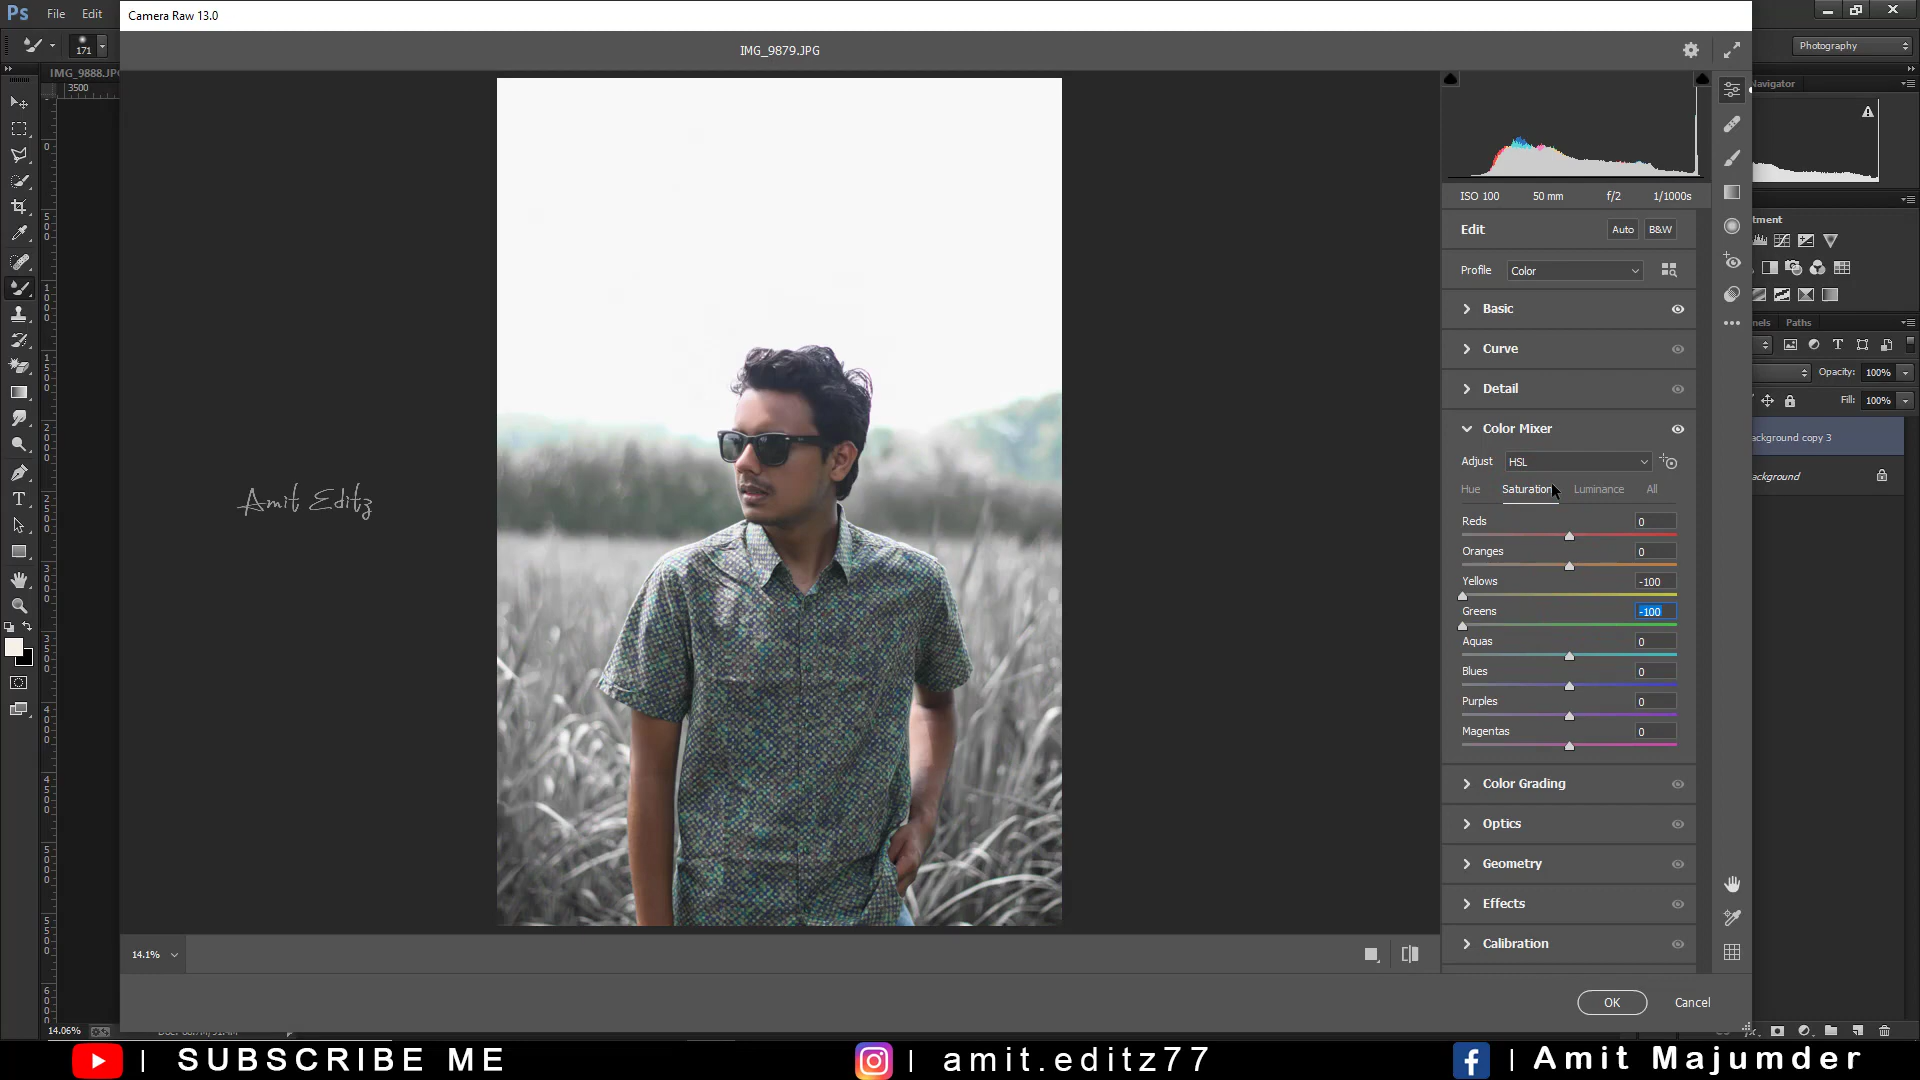 Ps File Edit
Camera Raw 13.0
171
Photography
IMG_9888.JP
IMG_9879.JPG
3500
Navigator
ISO 100 50 mm f/2 1/1000s
Edit Auto B&W
Profile Color
Basic
Curve
Detail
Color Mixer
Adjust HSL
Hue Saturation Luminance All
Reds 0
Oranges 0
Yellows -100
Greens -100
Aquas 0
Blues 0
Purples 0
Magentas 0
Color Grading
Optics
Geometry
Effects
Calibration
Paths
Opacity: 100%
Fill: 100%
ackground copy 3
ackground
Amit Editz
14.1%
OK Cancel
14.06%
SUBSCRIBE ME | amit.editz77 | Amit Majumder